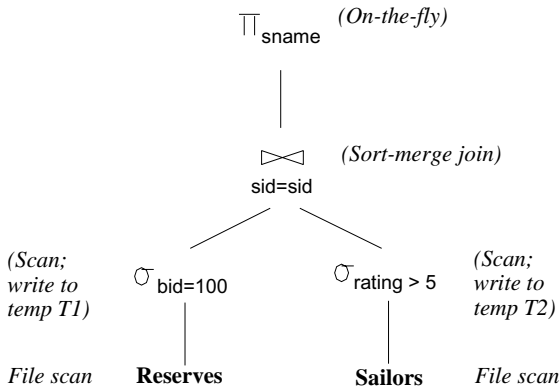 π sname (On-the-fly)
(Sort-merge join)
sid=sid
(Scan;
write to
temp T1)
σ bid=100
σ rating > 5
(Scan;
write to
temp T2)
File scan Reserves Sailors File scan